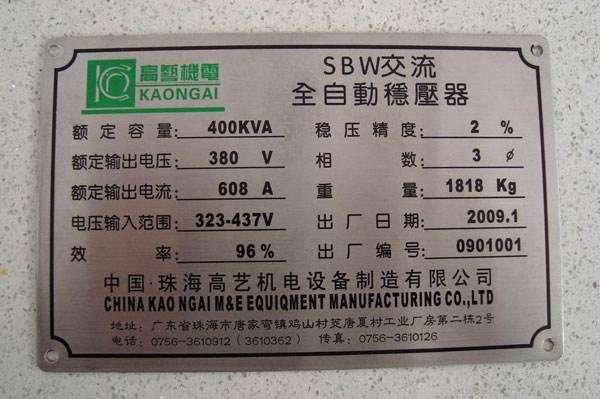 高藝機電
KAONGAI
SBW交流
全自動穩壓器
额定容量: 400KVA 稳压精度: 2 %
额定输出电压: 380 V 相数: 3 ø
额定输出电流: 608 A 重量: 1818 Kg
电压输入范围: 323-437V 出厂日期: 2009.1
效率: 96% 出厂编号: 0901001
中国·珠海高艺机电设备制造有限公司
CHINA KAO NGAI M&E EQUIQMENT MANUFACTURING CO.,LTD
地址: 广东省珠海市唐家弯镇鸡山村芰唐夏村工业厂房第二栋2号
电话: 0756-3610912 (3610362) 传真: 0756-3610126